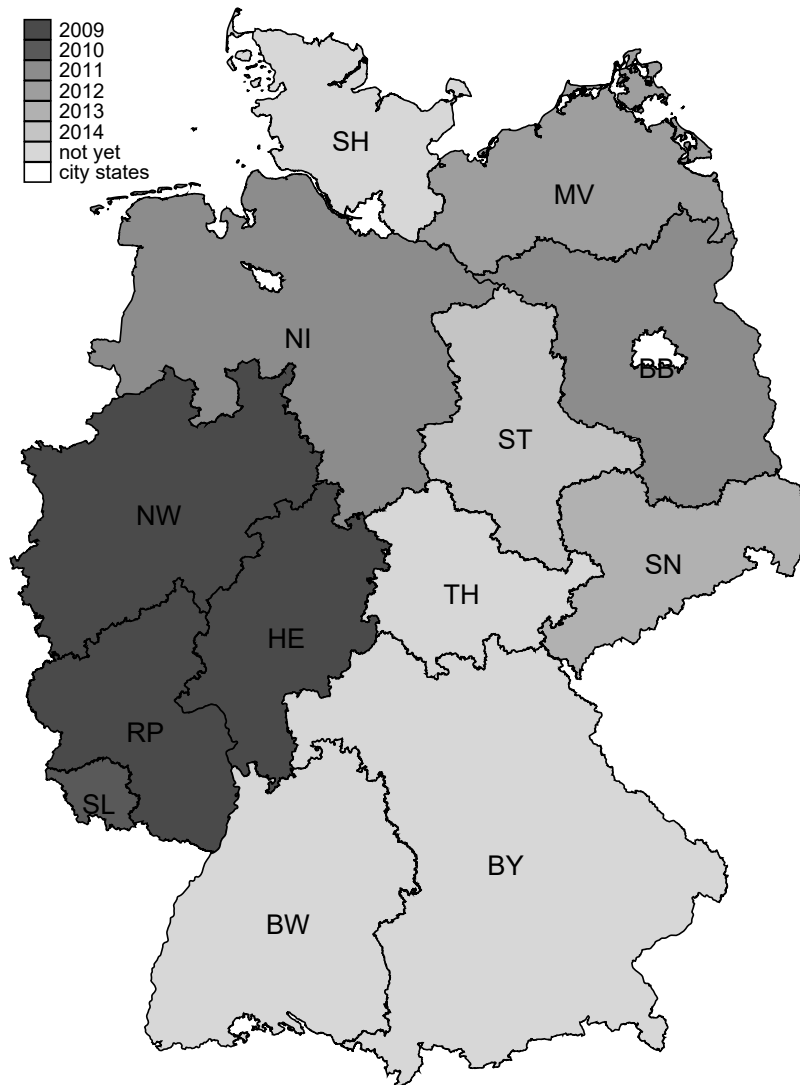 2009
2010
2011
2012
2013
2014
not yet
city states
SH
MV
NI
BB
ST
NW
SN
TH
HE
RP
SL
BY
BW